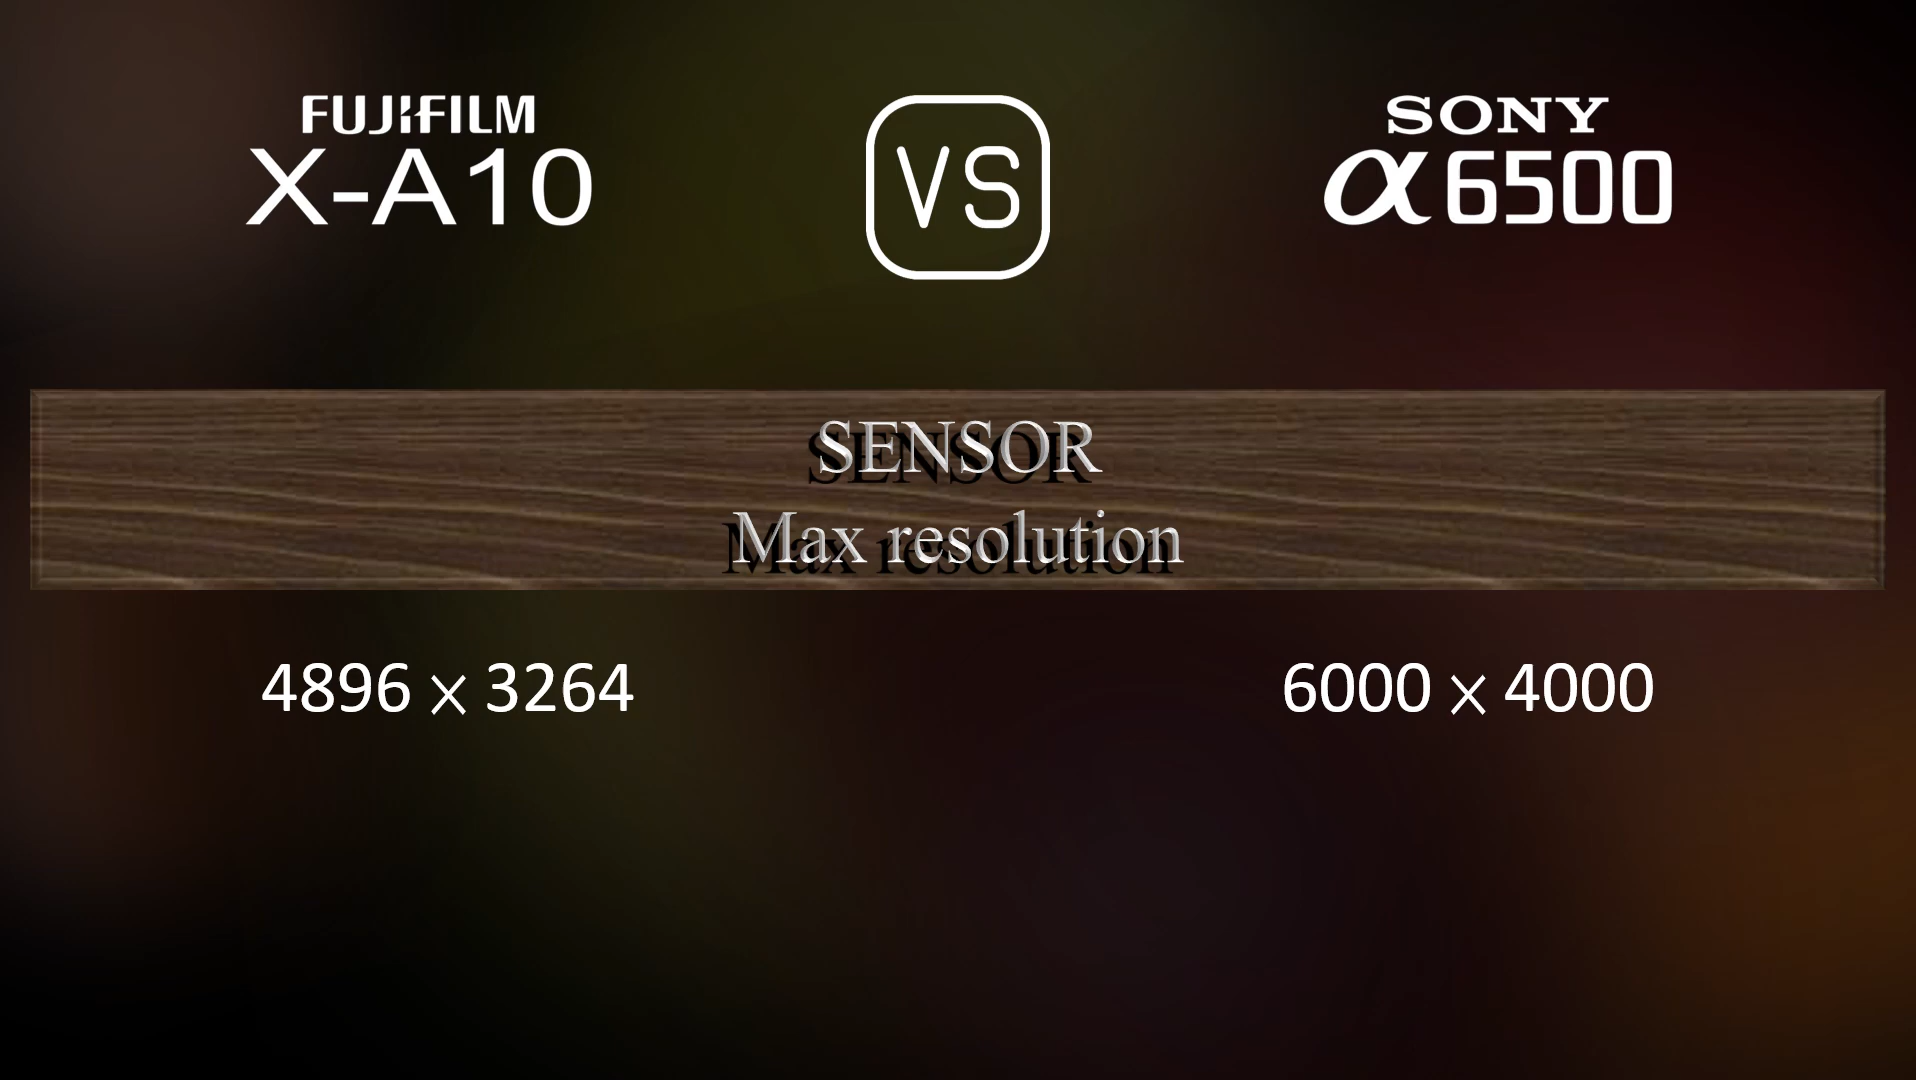 FUJIFILM
X-A10
VS
SONY
α6500
SENSOR
Max resolution
4896 x 3264
6000 x 4000